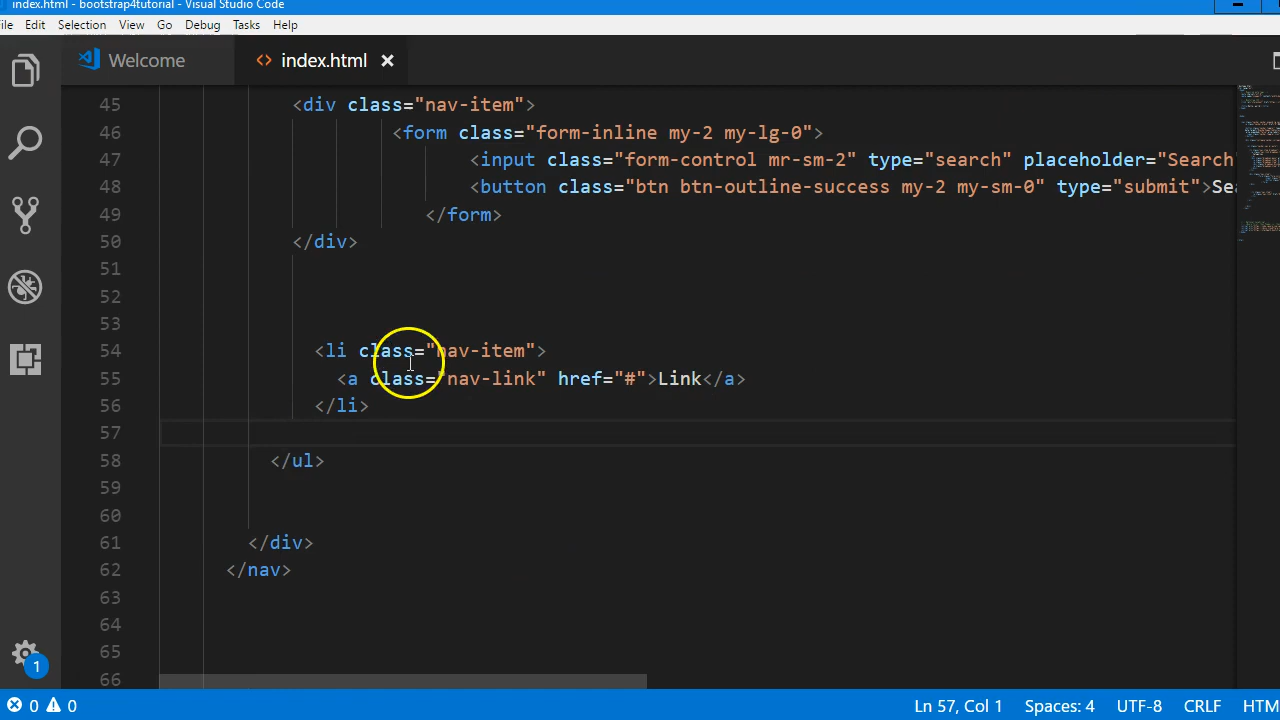 index.html - bootstrap4tutorial - Visual Studio Code
ile Edit Selection View Go Debug Tasks Help
Welcome index.html
45 <div class="nav-item">
46 <form class="form-inline my-2 my-lg-0">
47 <input class="form-control mr-sm-2" type="search" placeholder="Search"
48 <button class="btn btn-outline-success my-2 my-sm-0" type="submit">Sea
49 </form>
50 </div>
51
52
53
54 <li class="nav-item">
55 <a class="nav-link" href="#">Link</a>
56 </li>
57
58 </ul>
59
60
61 </div>
62 </nav>
63
64
65
66
1
0 0 Ln 57, Col 1 Spaces: 4 UTF-8 CRLF HTM